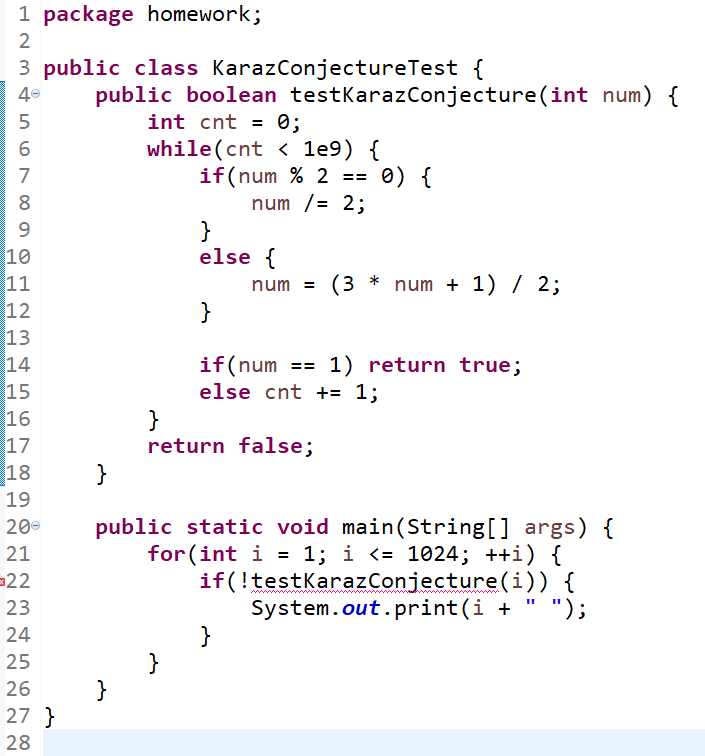 1 package homework;
2
3 public class KarazConjectureTest {
4     public boolean testKarazConjecture(int num) {
5         int cnt = 0;
6         while(cnt < 1e9) {
7             if(num % 2 == 0) {
8                 num /= 2;
9             }
10             else {
11                 num = (3 * num + 1) / 2;
12             }
13
14             if(num == 1) return true;
15             else cnt += 1;
16         }
17         return false;
18     }
19
20     public static void main(String[] args) {
21         for(int i = 1; i <= 1024; ++i) {
22             if(!testKarazConjecture(i)) {
23                 System.out.print(i + " ");
24             }
25         }
26     }
27 }
28